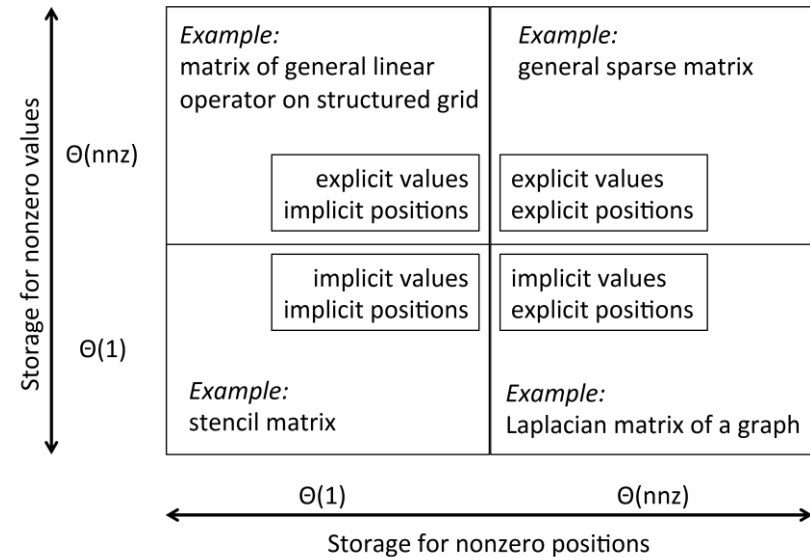 Example:
matrix of general linear
operator on structured grid
Example:
general sparse matrix
Θ(nnz)
explicit values
implicit positions
explicit values
explicit positions
Storage for nonzero values
implicit values
implicit positions
implicit values
explicit positions
Θ(1)
Example:
stencil matrix
Example:
Laplacian matrix of a graph
Θ(1)
Θ(nnz)
Storage for nonzero positions